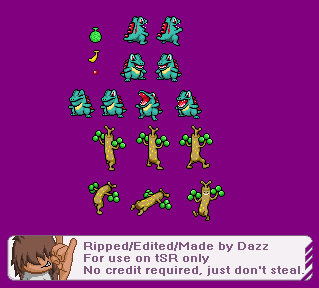 Ripped/Edited/Made by Dazz
For use on tSR only
No credit required, just don't steal.